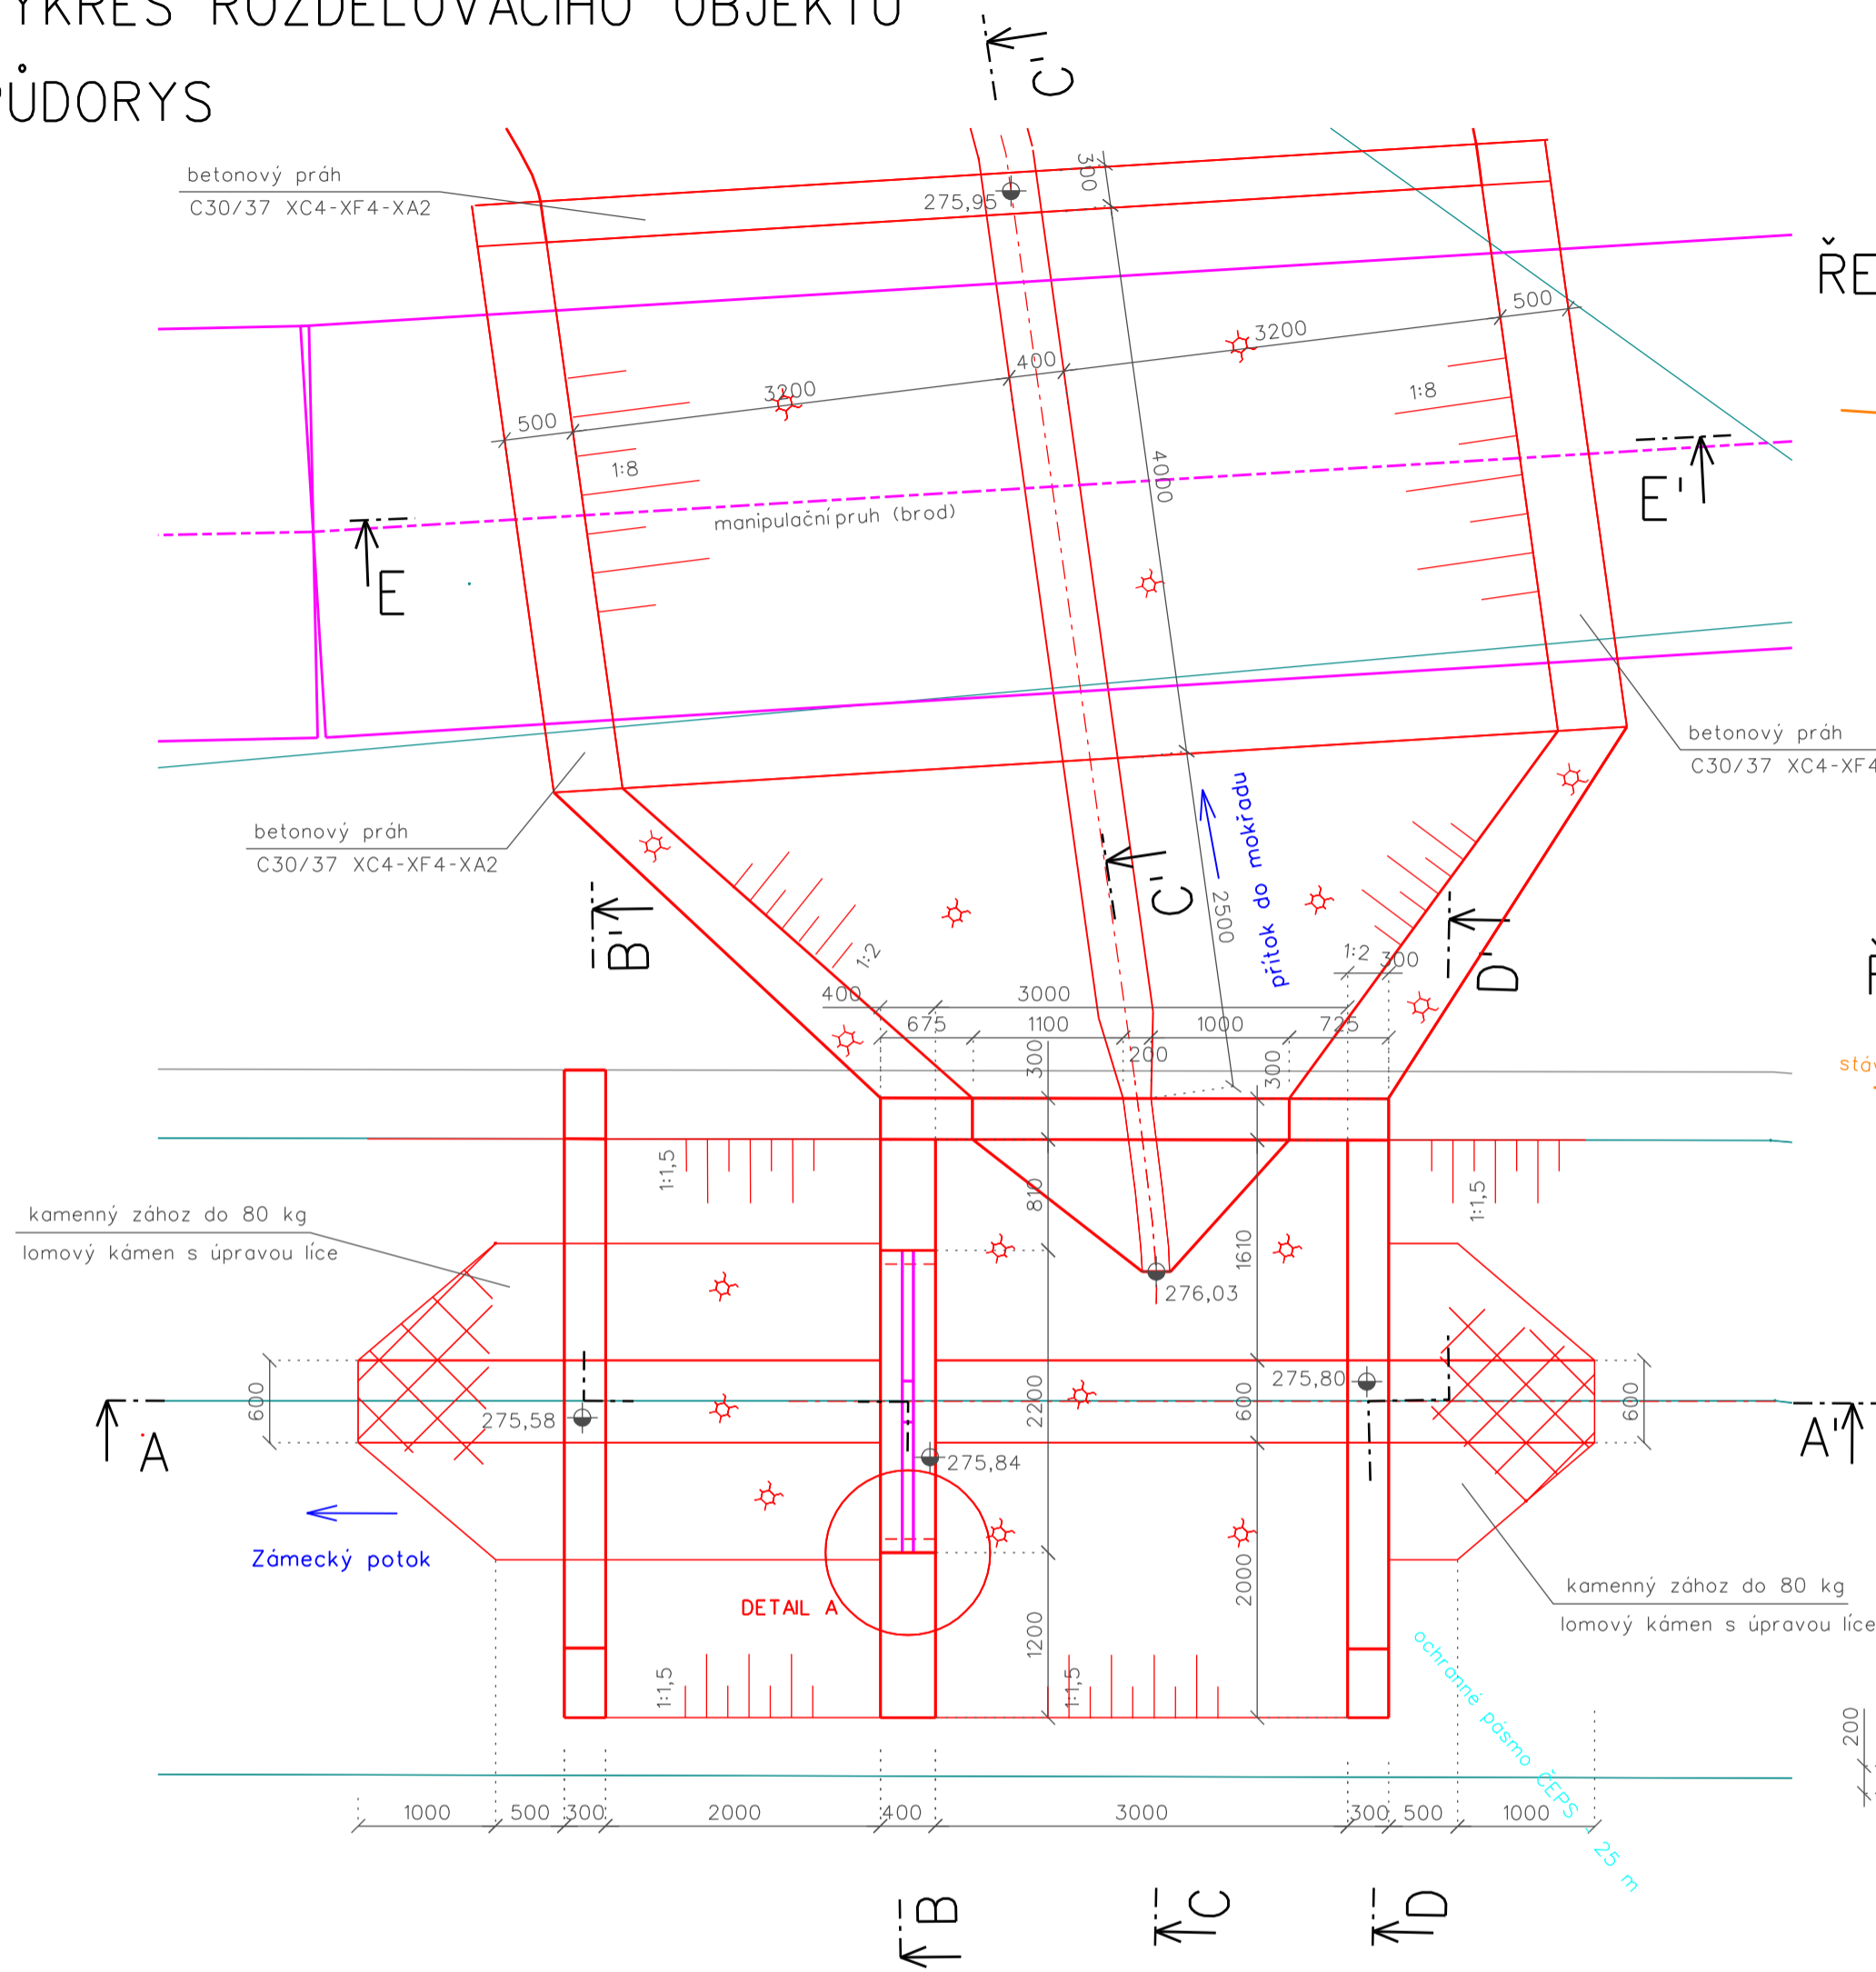 YKRES ROZDĚLOVACÍHO OBJEKTU
PŮDORYS
C'
betonový práh
C30/37 XC4-XF4-XA2
275,95
300
ŘE
500
3200
400
3200
500
1:8
1:8
4000
manipulační pruh (brod)
E
E'
betonový práh
C30/37 XC4-XF4
betonový práh
C30/37 XC4-XF4-XA2
přítok do mokřadu
C'
2500
B'
D'
1:2
1:2
300
400
3000
675
1100
200
1000
725
300
300
stáv
1:1,5
1:1,5
810
1610
kamenný zához do 80 kg
lomový kámen s úpravou líce
276,03
600
275,58
2200
275,84
275,80
600
600
A
A'
Zámecký potok
DETAIL A
kamenný zához do 80 kg
lomový kámen s úpravou líce
1:1,5
1200
1:1,5
2000
ochranné pásmo ČEPS - 25 m
200
1000
500
300
2000
400
3000
300
500
1000
B
C
D